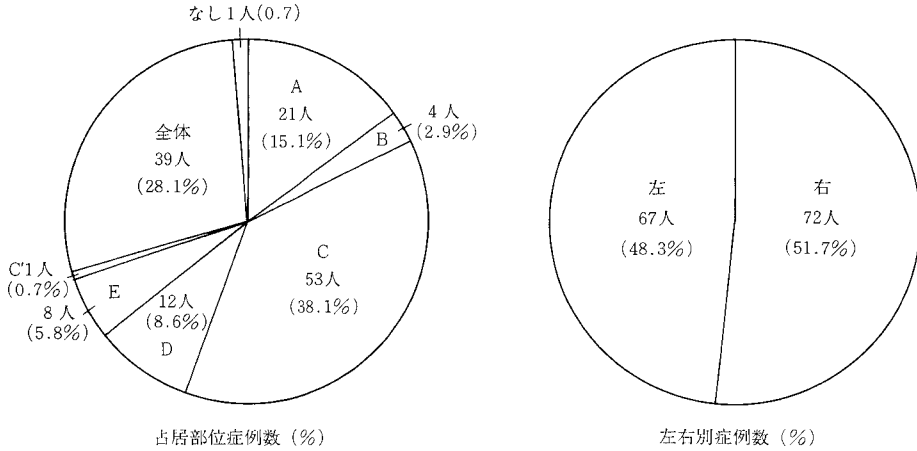 なし1人(0.7)
A
21人
(15.1%)
4人
(2.9%)
B
C
53人
(38.1%)
12人
(8.6%)
D
E
8人
(5.8%)
C'1人
(0.7%)
全体
39人
(28.1%)
占居部位症例数 (%)
左
67人
(48.3%)
右
72人
(51.7%)
左右別症例数 (%)